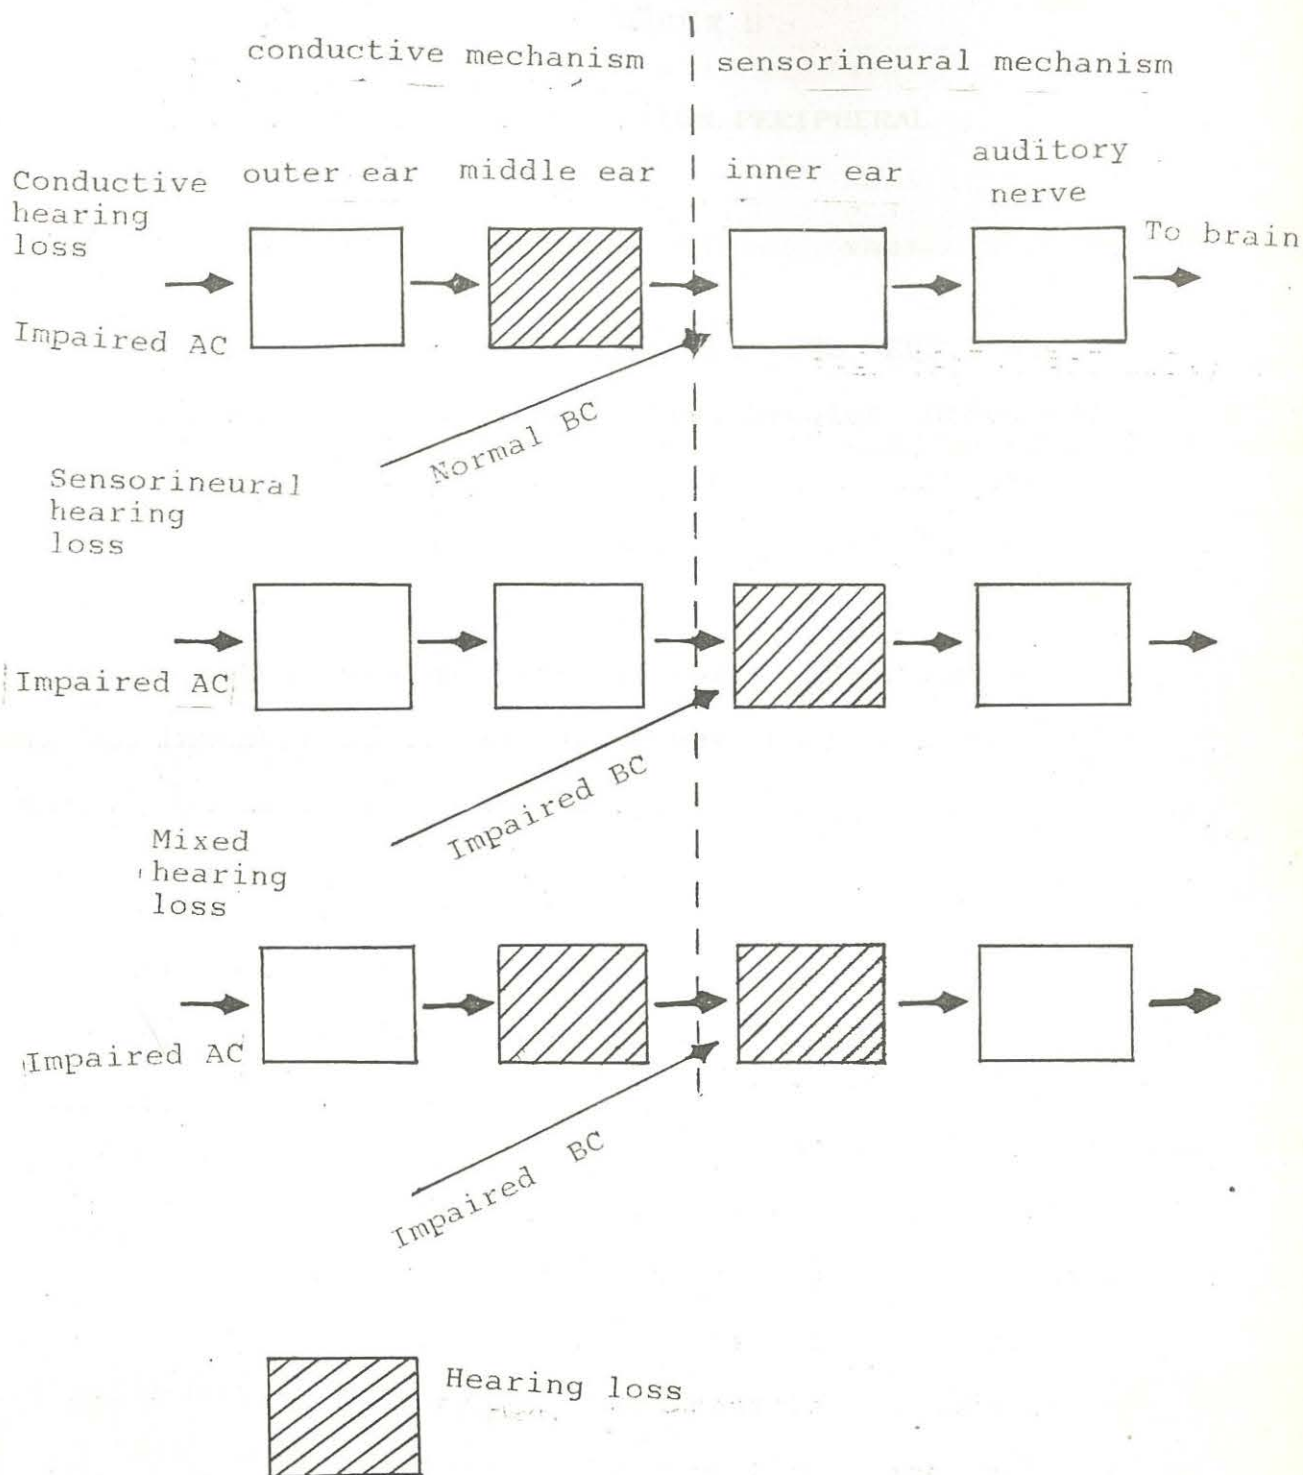 conductive mechanism
sensorineural mechanism
Conductive
hearing
loss
outer ear
middle ear
inner ear
auditory
nerve
To brain
Impaired AC
Normal BC
Sensorineural
hearing
loss
Impaired AC
Impaired BC
Mixed
hearing
loss
Impaired AC
Impaired BC
Hearing loss